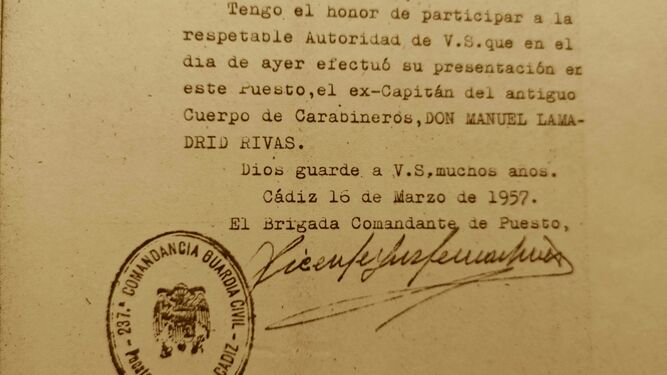 Tengo el honor de participar a la
respetable Autoridad de V.S.que en el
dia de ayer efectuó su presentación en
este Puesto,el ex-Capitán del antiguo
Cuerpo de Carabineros,DON MANUEL LAMA-
DRID RIVAS.
Dios guarde a V.S,muchos años.
Cádiz 16 de Marzo de 1957.
El Brigada Comandante de Puesto,
Vicente
237.ª COMANDANCIA GUARDIA CIVIL
CADIZ